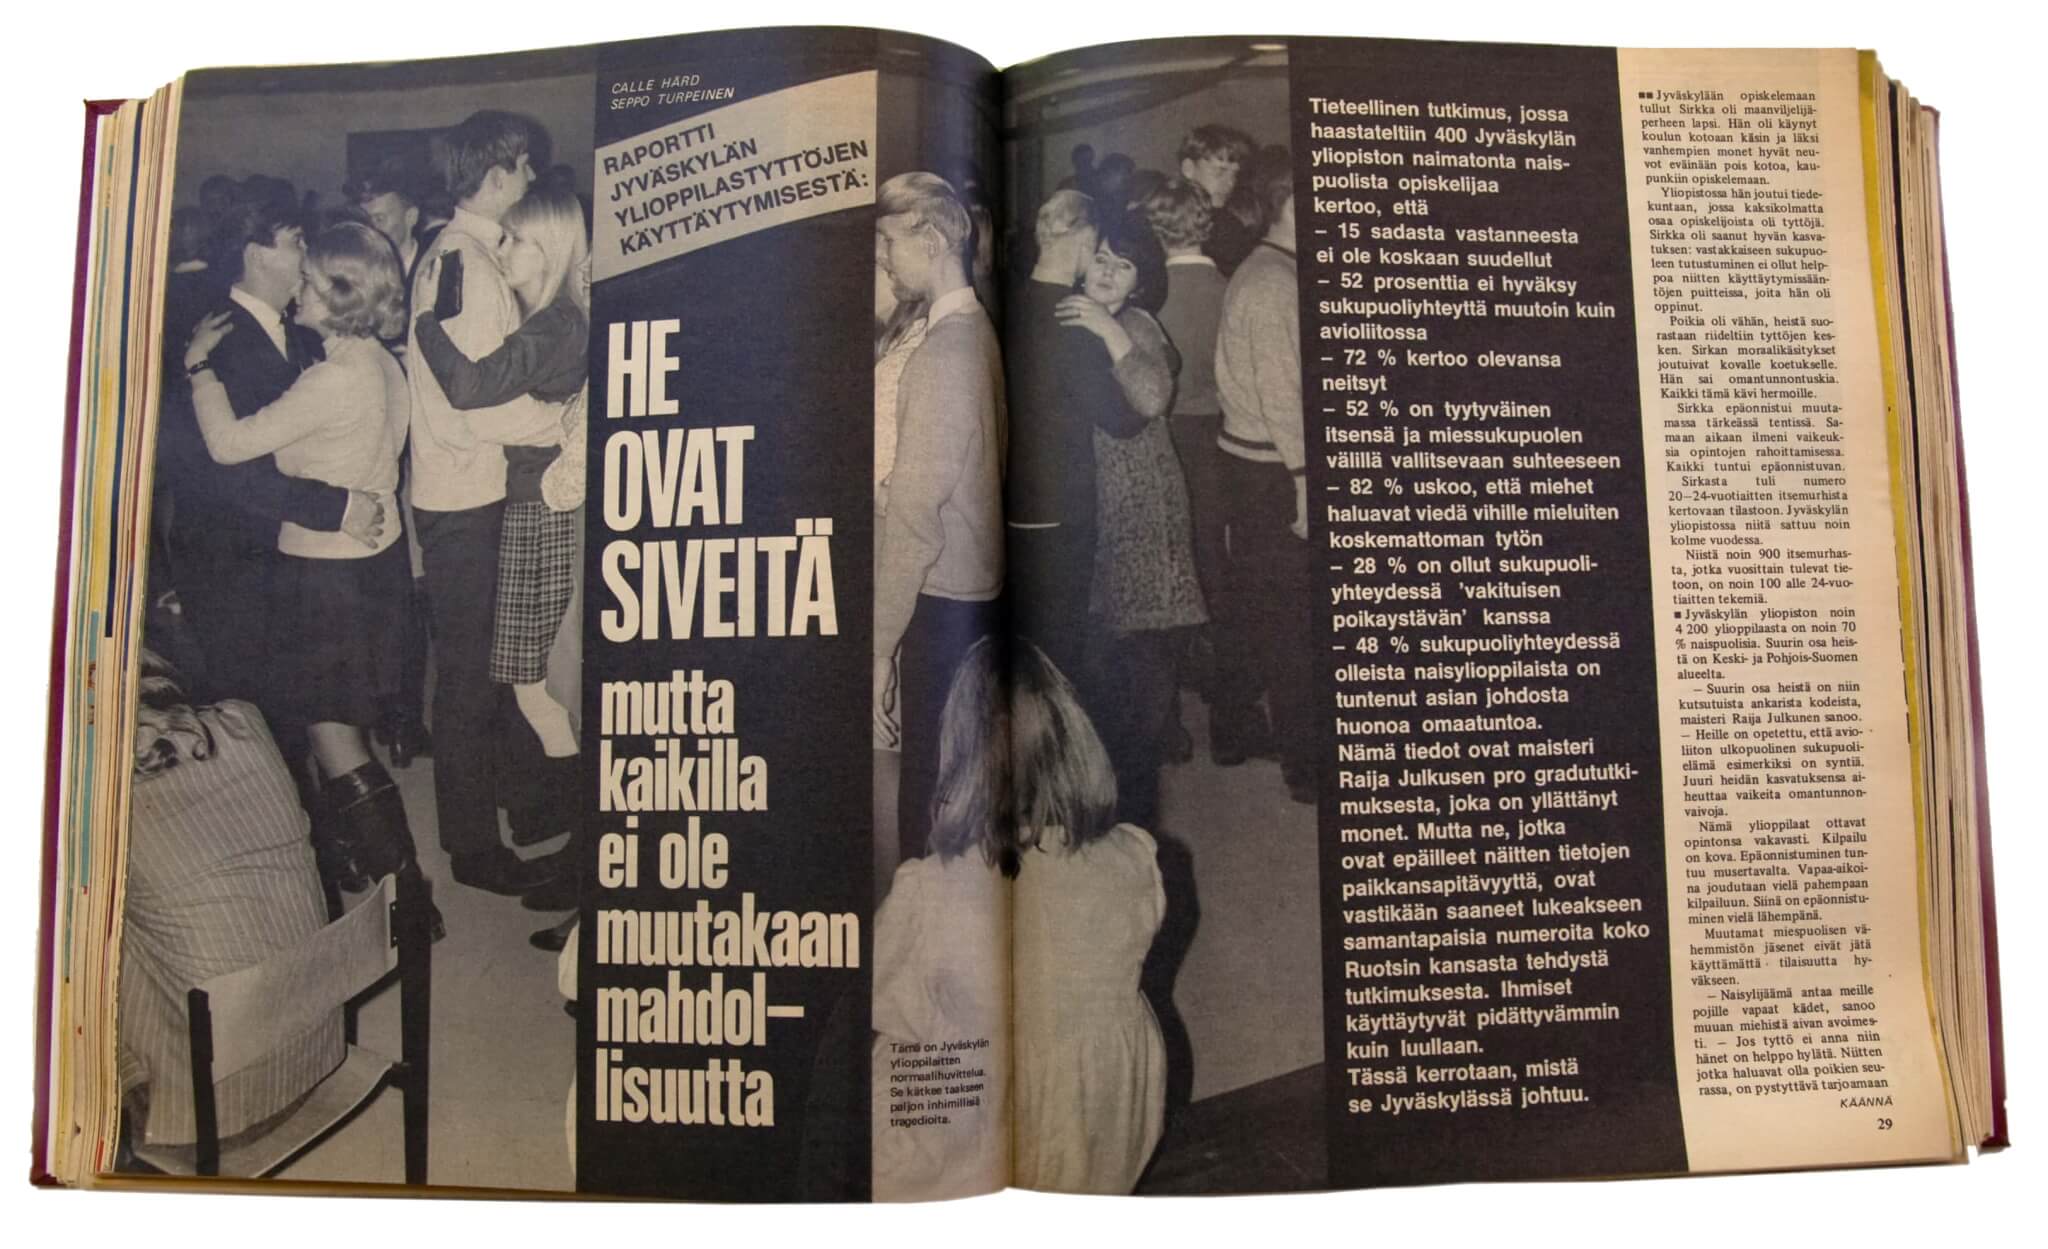 CALLE HÅRD
SEPPO TURPEINEN
RAPORTTI
JYVÄSKYLÄN
YLIOPPILASTYTTÖJEN
KÄYTTÄYTYMISESTÄ:
HE
OVAT
SIVEITÄ
mutta
kaikilla
ei ole
muutakaan
mahdol–
lisuutta
Tämä on Jyväskylän
ylioppilaitten
normaalihuvittelua.
Se kätkee taakseen
paljon inhimillisiä
tragedioita.
Tieteellinen tutkimus, jossa
haastateltiin 400 Jyväskylän
yliopiston naimatonta nais-
puolista opiskelijaa
kertoo, että
– 15 sadasta vastanneesta
ei ole koskaan suudellut
– 52 prosenttia ei hyväksy
sukupuoliyhteyttä muutoin kuin
avioliitossa
– 72 % kertoo olevansa
neitsyt
– 52 % on tyytyväinen
itsensä ja miessukupuolen
välillä vallitsevaan suhteeseen
– 82 % uskoo, että miehet
haluavat viedä vihille mieluiten
koskemattoman tytön
– 28 % on ollut sukupuoli-
yhteydessä 'vakituisen
poikaystävän' kanssa
– 48 % sukupuoliyhteydessä
olleista naisylioppilaista on
tuntenut asian johdosta
huonoa omaatuntoa.
Nämä tiedot ovat maisteri
Raija Julkusen pro gradututki-
muksesta, joka on yllättänyt
monet. Mutta ne, jotka
ovat epäilleet näitten tietojen
paikkansapitävyyttä, ovat
vastikään saaneet lukeakseen
samantapaisia numeroita koko
Ruotsin kansasta tehdystä
tutkimuksesta. Ihmiset
käyttäytyvät pidättyvämmin
kuin luullaan.
Tässä kerrotaan, mistä
se Jyväskylässä johtuu.
■■ Jyväskylään opiskelemaan
tullut Sirkka oli maanviljelijä-
perheen lapsi. Hän oli käynyt
koulun kotoaan käsin ja läksi
vanhempien monet hyvät neu-
vot eväinään pois kotoa, kau-
punkiin opiskelemaan.
Yliopistossa hän joutui tiede-
kuntaan, jossa kaksikolmatta
osaa opiskelijoista oli tyttöjä.
Sirkka oli saanut hyvän kasva-
tuksen: vastakkaiseen sukupuo-
leen tutustuminen ei ollut help-
poa niitten käyttäytymissään-
töjen puitteissa, joita hän oli
oppinut.
Poikia oli vähän, heistä suo-
rastaan riideltiin tyttöjen kes-
ken. Sirkan moraalikäsitykset
joutuivat kovalle koetukselle.
Hän sai omantunnontuskia.
Kaikki tämä kävi hermoille.
Sirkka epäonnistui muuta-
massa tärkeässä tentissä. Sa-
maan aikaan ilmeni vaikeuk-
sia opintojen rahoittamisessa.
Kaikki tuntui epäonnistuvan.
Sirkasta tuli numero
20–24-vuotiaitten itsemurhista
kertovaan tilastoon. Jyväskylän
yliopistossa niitä sattuu noin
kolme vuodessa.
Niistä noin 900 itsemurhas-
ta, jotka vuosittain tulevat tie-
toon, on noin 100 alle 24-vuo-
tiaitten tekemiä.
■ Jyväskylän yliopiston noin
4 200 ylioppilaasta on noin 70
% naispuolisia. Suurin osa heis-
tä on Keski- ja Pohjois-Suomen
alueelta.
– Suurin osa heistä on niin
kutsutuista ankarista kodeista,
maisteri Raija Julkunen sanoo.
– Heille on opetettu, että avio-
liiton ulkopuolinen sukupuoli-
elämä esimerkiksi on syntiä.
Juuri heidän kasvatuksensa ai-
heuttaa vaikeita omantunnon-
vaivoja.
Nämä ylioppilaat ottavat
opintonsa vakavasti. Kilpailu
on kova. Epäonnistuminen tun-
tuu musertavalta. Vapaa-aikoi-
na joudutaan vielä pahempaan
kilpailuun. Siinä on epäonnistu-
minen vielä lähempänä.
Muutamat miespuolisen vä-
hemmistön jäsenet eivät jätä
käyttämättä tilaisuutta hy-
väkseen.
– Naisylijäämä antaa meille
pojille vapaat kädet, sanoo
muuan miehistä aivan avoimes-
ti. – Jos tyttö ei anna niin
hänet on helppo hylätä. Niitten
jotka haluavat olla poikien seu-
rassa, on pystyttävä tarjoamaan
KÄÄNNÄ
29